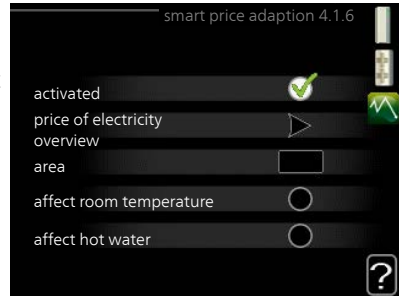 smart price adaption 4.1.6
activated
price of electricity
overview
area
affect room temperature
affect hot water
?